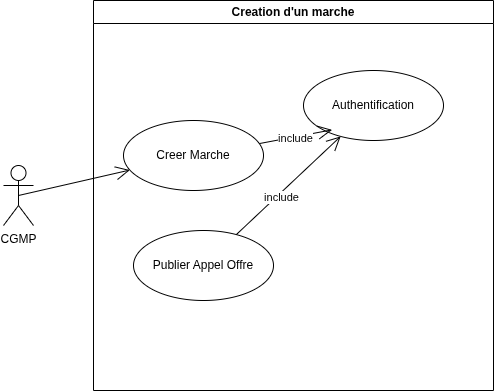 Creation d'un marche
Authentification
include
Creer Marche
include
CGMP
Publier Appel Offre